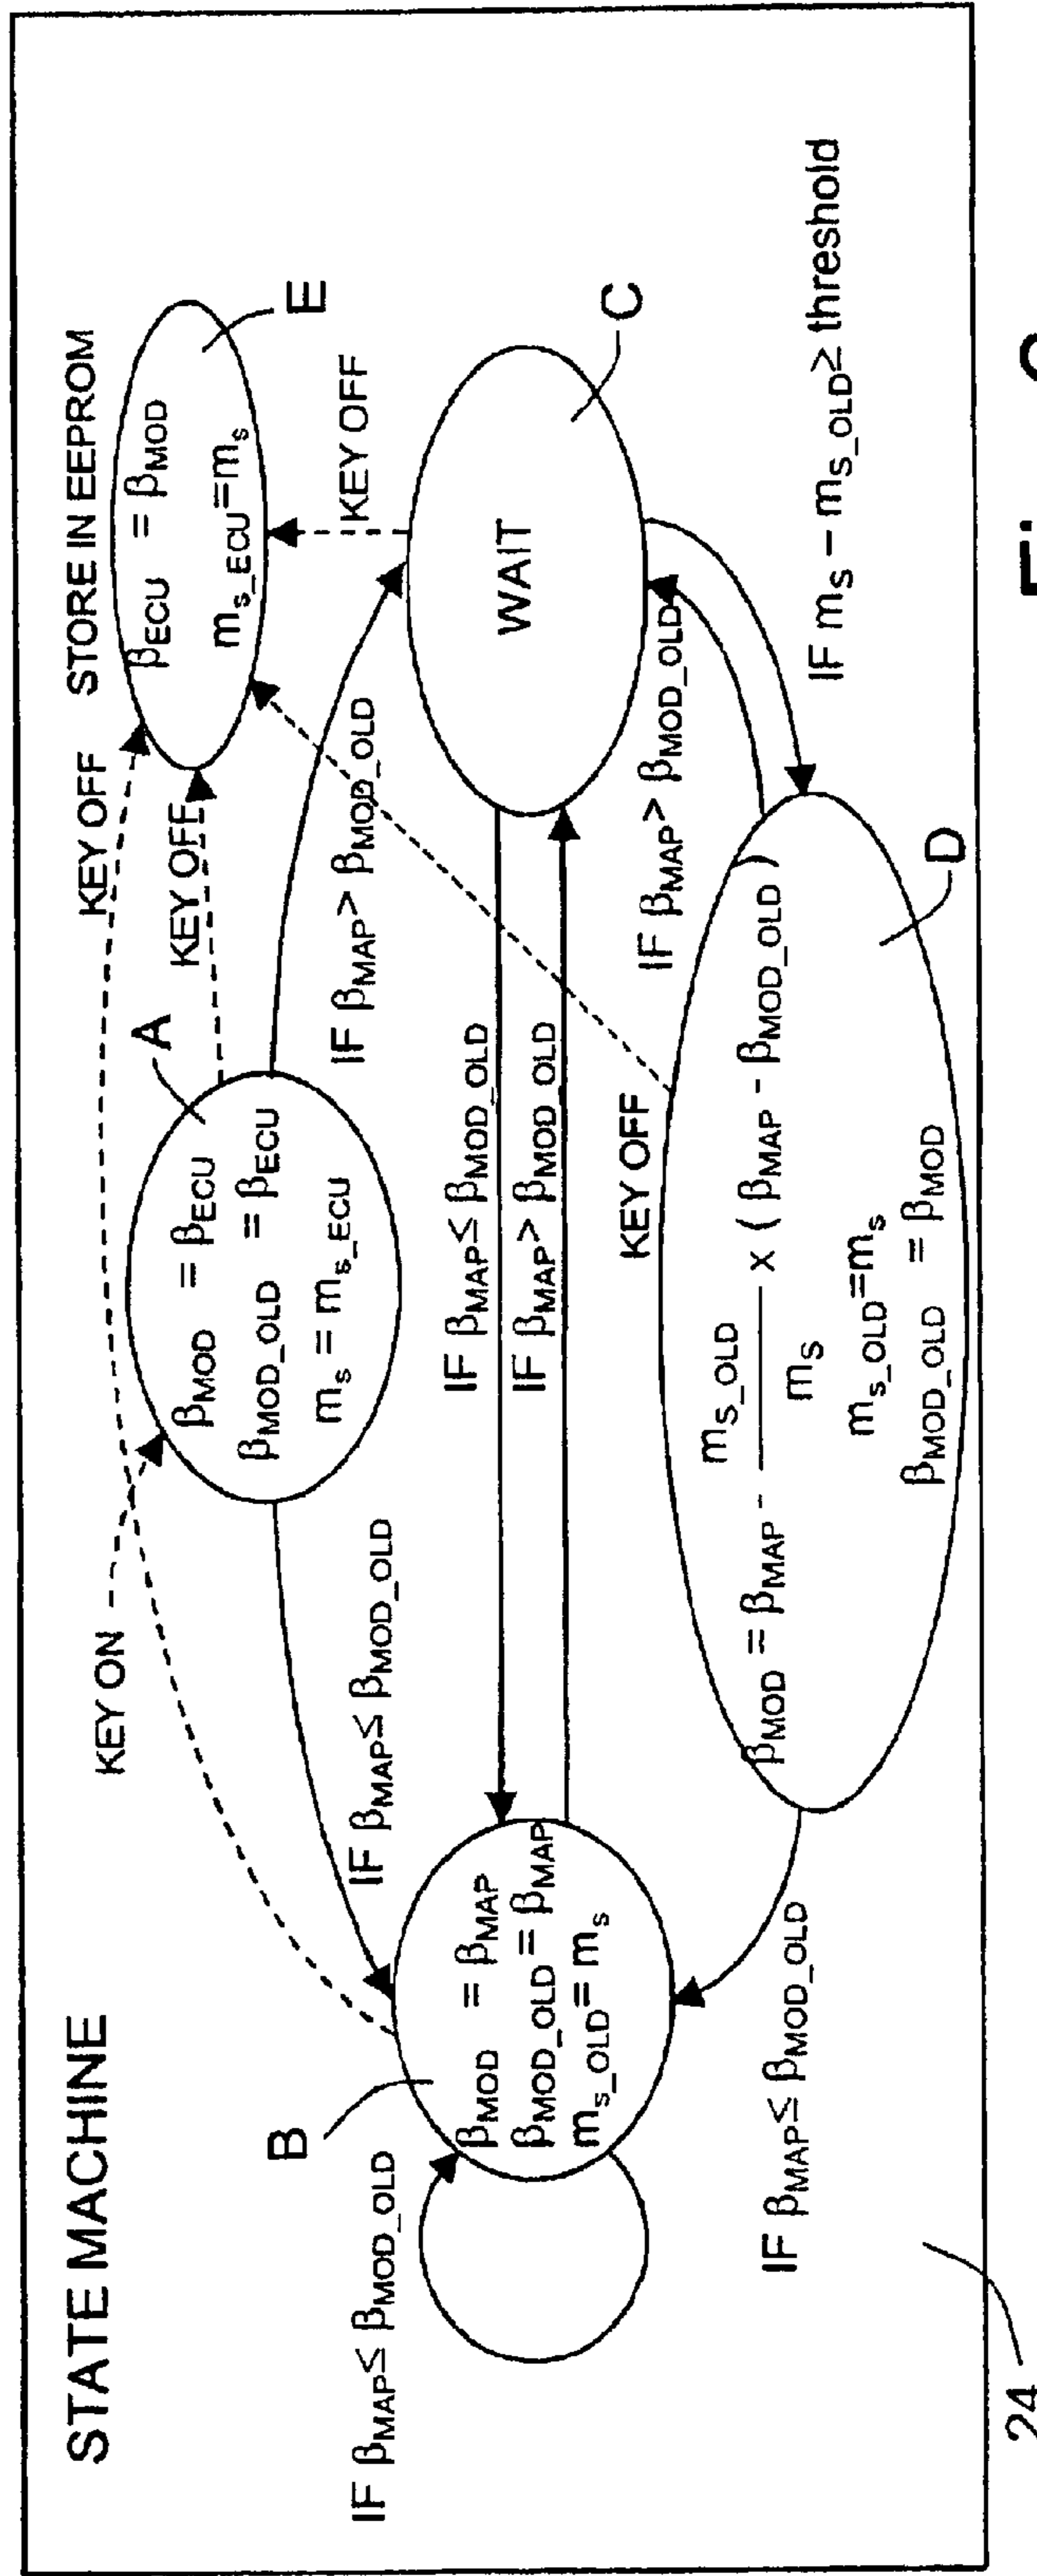 STATE MACHINE
KEY ON
A
β_MOD = β_ECU
β_MOD_OLD = β_ECU
m_s = m_s_ECU
KEY OFF
KEY OFF
STORE IN EEPROM
β_ECU = β_MOD
m_s_ECU = m_s
E
KEY OFF
IF β_MAP ≤ β_MOD_OLD
IF β_MAP > β_MOD_OLD
IF β_MAP ≤ β_MOD_OLD
B
β_MOD = β_MAP
β_MOD_OLD = β_MAP
m_s_OLD = m_s
IF β_MAP ≤ β_MOD_OLD
IF β_MAP > β_MOD_OLD
WAIT
C
KEY OFF
IF β_MAP > β_MOD_OLD
IF β_MAP ≤ β_MOD_OLD
m_S_OLD
β_MOD = β_MAP - ——— x ( β_MAP - β_MOD_OLD )
m_S
m_s_OLD = m_s
β_MOD_OLD = β_MOD
D
IF m_S – m_S_OLD ≥ threshold
24